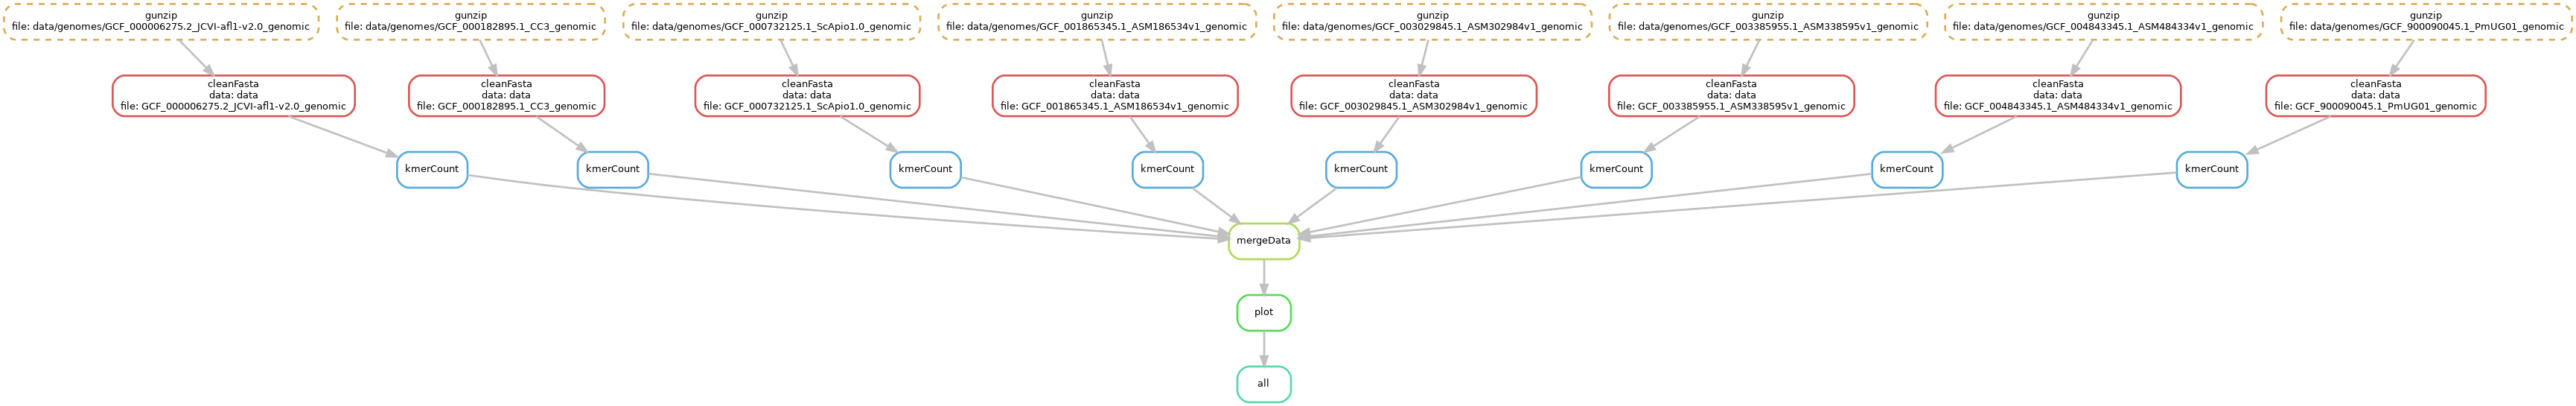 gunzip
file: data/genomes/GCF_000006275.2_JCVI-afl1-v2.0_genomic
gunzip
file: data/genomes/GCF_000182895.1_CC3_genomic
gunzip
file: data/genomes/GCF_000732125.1_ScApio1.0_genomic
gunzip
file: data/genomes/GCF_001865345.1_ASM186534v1_genomic
gunzip
file: data/genomes/GCF_003029845.1_ASM302984v1_genomic
gunzip
file: data/genomes/GCF_003385955.1_ASM338595v1_genomic
gunzip
file: data/genomes/GCF_004843345.1_ASM484334v1_genomic
gunzip
file: data/genomes/GCF_900090045.1_PmUG01_genomic
cleanFasta
data: data
file: GCF_000006275.2_JCVI-afl1-v2.0_genomic
cleanFasta
data: data
file: GCF_000182895.1_CC3_genomic
cleanFasta
data: data
file: GCF_000732125.1_ScApio1.0_genomic
cleanFasta
data: data
file: GCF_001865345.1_ASM186534v1_genomic
cleanFasta
data: data
file: GCF_003029845.1_ASM302984v1_genomic
cleanFasta
data: data
file: GCF_003385955.1_ASM338595v1_genomic
cleanFasta
data: data
file: GCF_004843345.1_ASM484334v1_genomic
cleanFasta
data: data
file: GCF_900090045.1_PmUG01_genomic
kmerCount
kmerCount
kmerCount
kmerCount
kmerCount
kmerCount
kmerCount
kmerCount
mergeData
plot
all